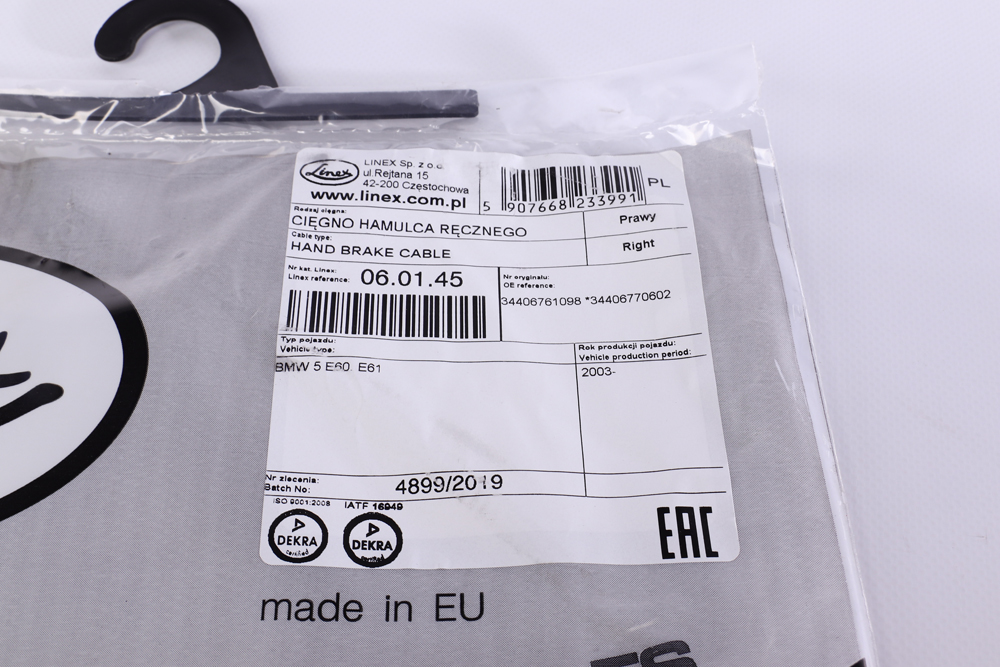 Linex
LINEX Sp. z o.o.
ul.Rejtana 15
42-200 Częstochowa
www.linex.com.pl
5 907668 233991
PL
Rodzaj cięgna:
CIĘGNO HAMULCA RĘCZNEGO
Prawy
Cable type:
HAND BRAKE CABLE
Right
Nr kat. Linex:
Linex reference: 06.01.45
Nr oryginału:
OE reference:
34406761098 *34406770602
Typ pojazdu:
Vehicle type:
BMW 5 E60, E61
Rok produkcji pojazdu:
Vehicle production period:
2003-
Nr zlecenia:
Batch No: 4899/2019
ISO 9001:2008 IATF 16949
DEKRA
certified
DEKRA
certified
EAC
made in EU